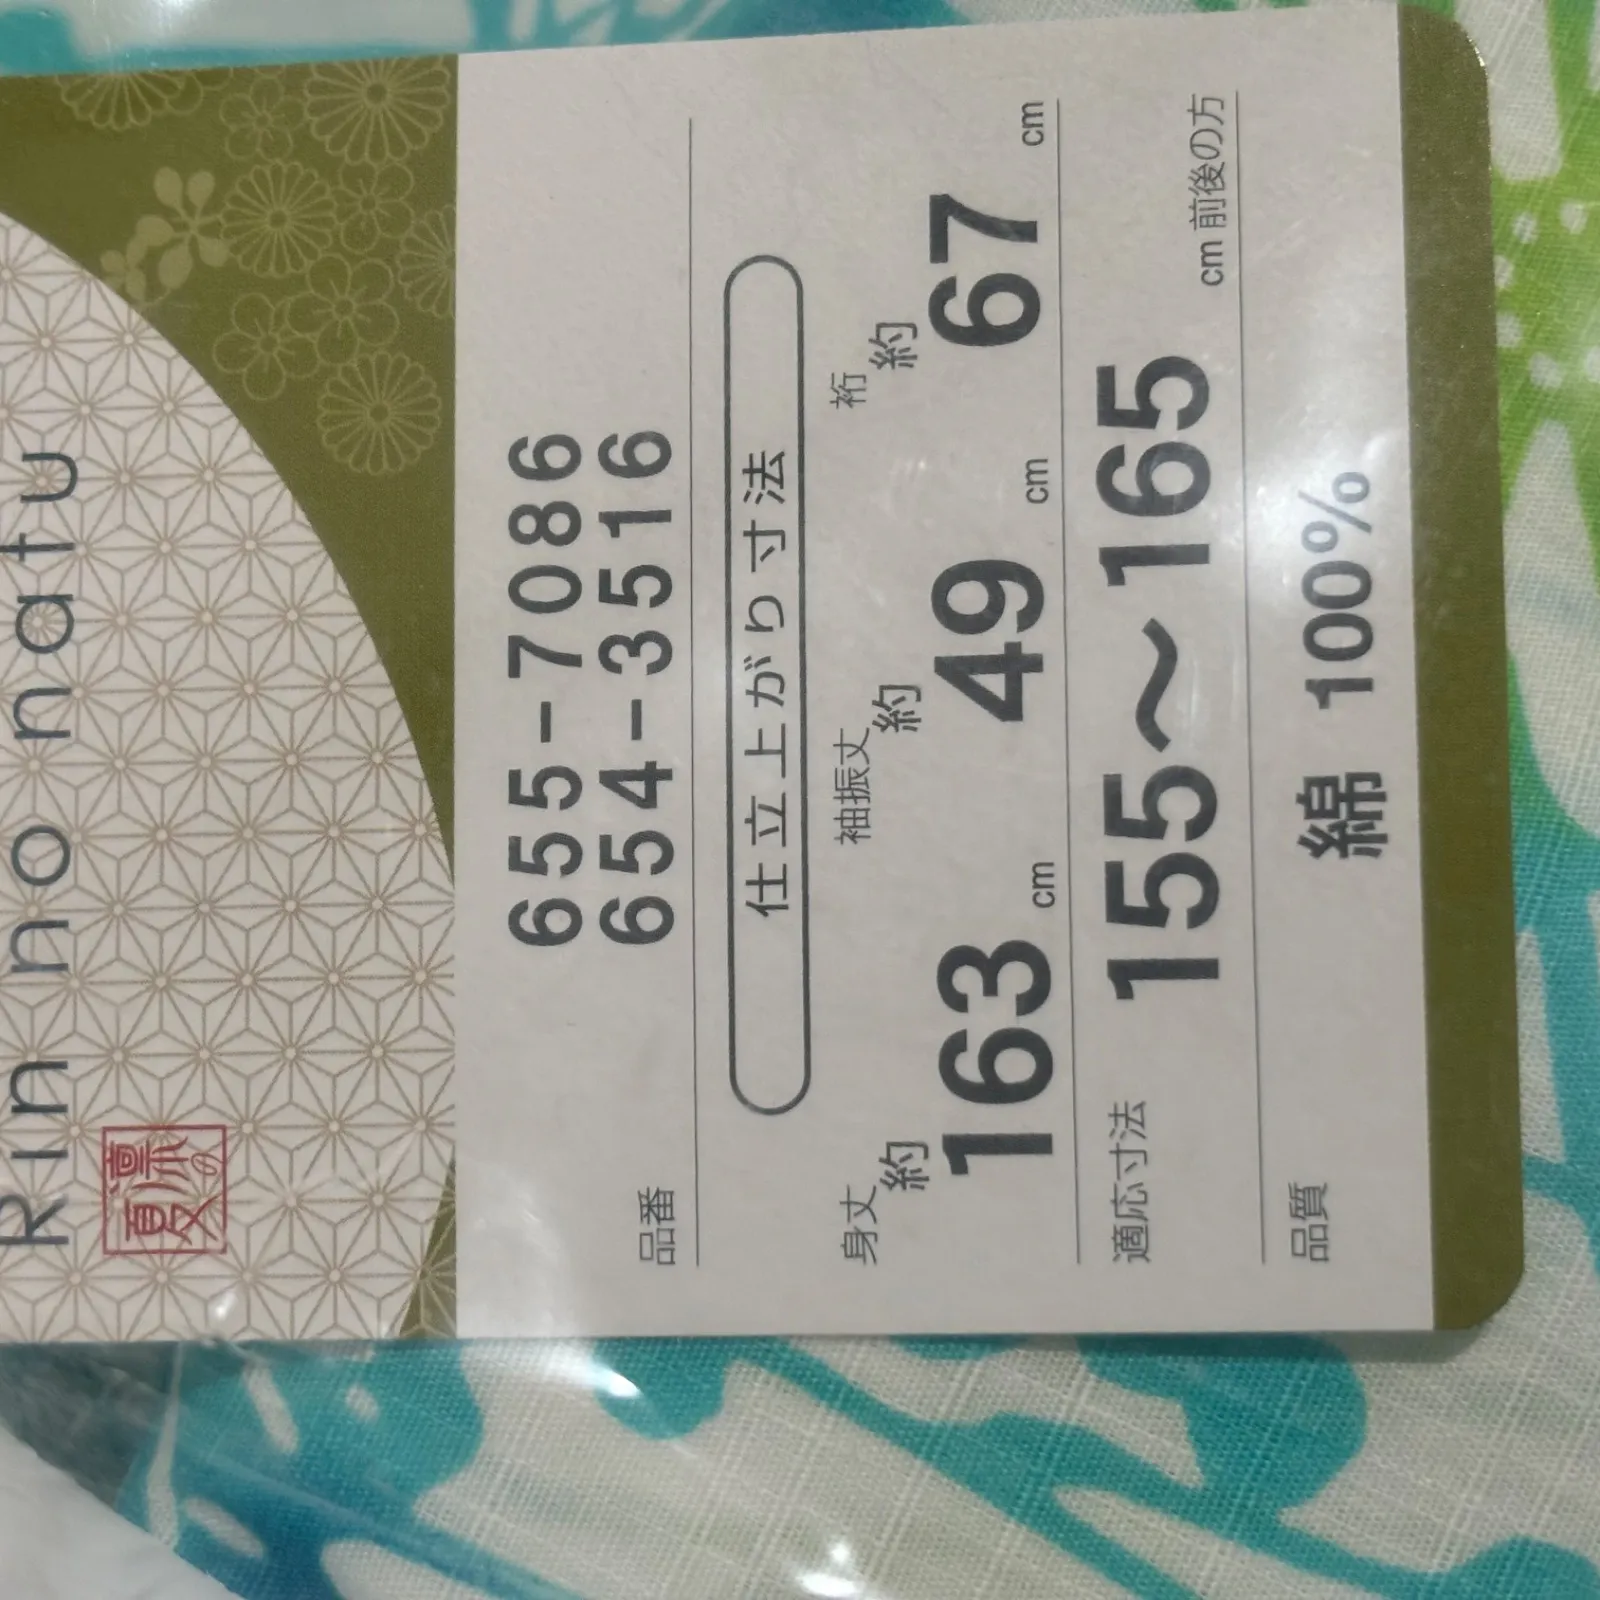 Rin no natu
凛の夏
品番
655-7086
654-3516
仕立上がり寸法
身丈 約 163 cm
袖振丈 約 49 cm
裄 約 67 cm
適応寸法 155〜165 cm 前後の方
品質 綿 100%